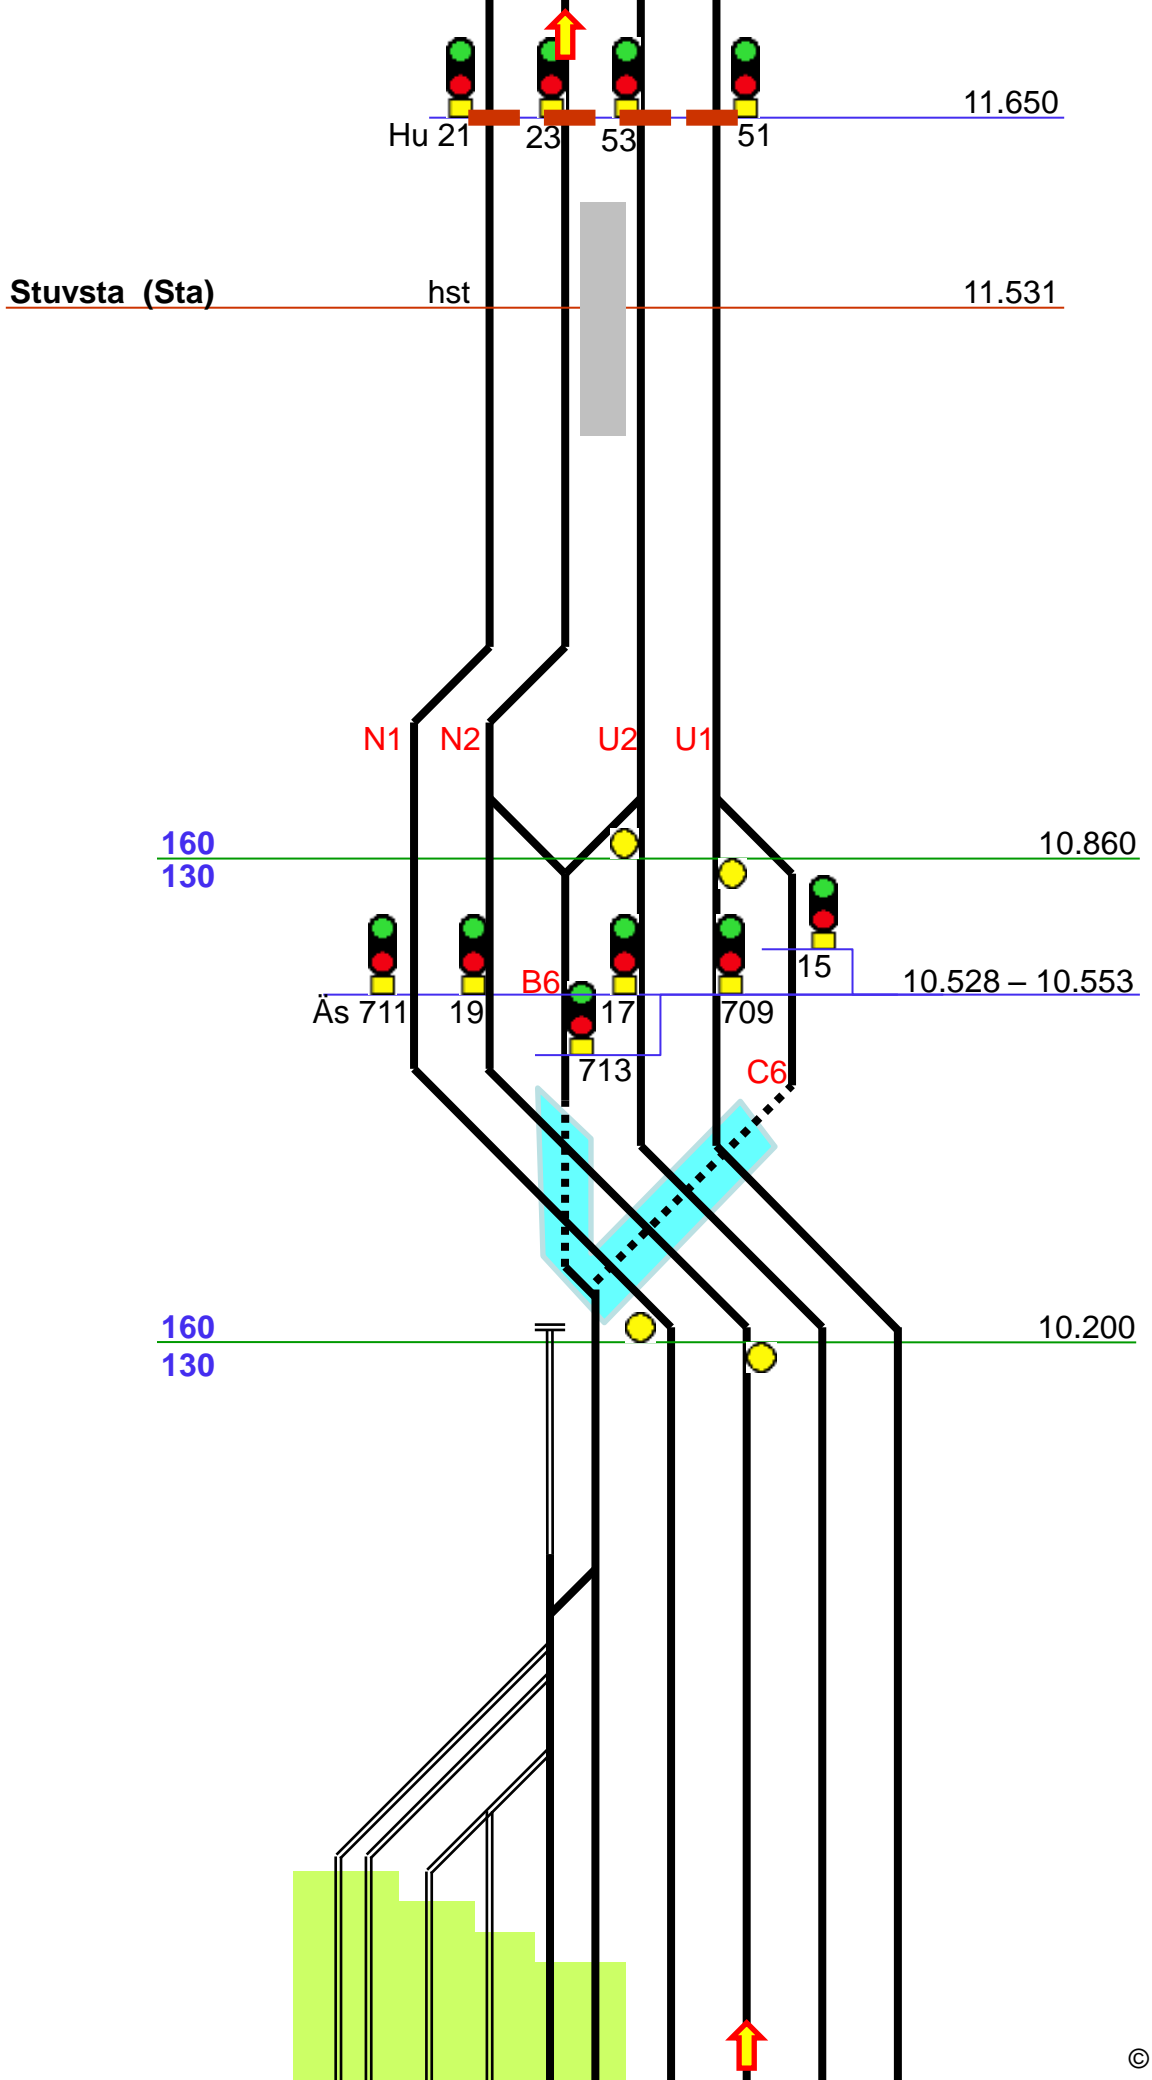 11.650
Hu 21 23 53 51
Stuvsta (Sta) hst 11.531
N1 N2 U2 U1
160 10.860
130
15
B6 10.528 – 10.553
Äs 711 19 17 709
713 C6
160 10.200
130
©